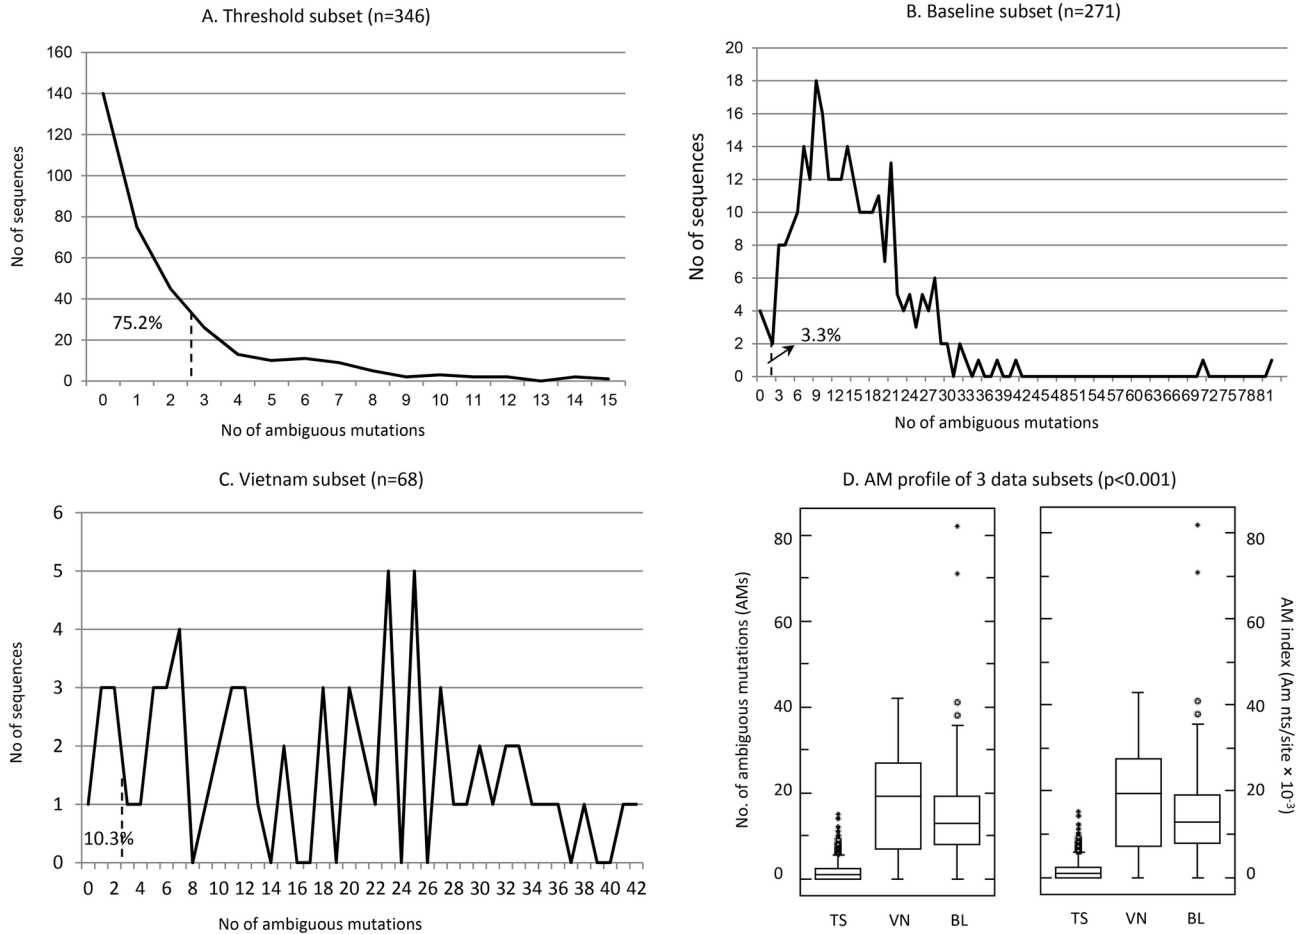 A. Threshold subset (n=346)
160
140
120
100
80
60
40
20
0
No of sequences
75.2%
0 1 2 3 4 5 6 7 8 9 10 11 12 13 14 15
No of ambiguous mutations
B. Baseline subset (n=271)
20
18
16
14
12
10
8
6
4
2
0
No of sequences
3.3%
0 3 6 9 12 15 18 21 24 27 30 33 36 39 42 45 48 51 54 57 60 63 66 69 72 75 78 81
No of ambiguous mutations
C. Vietnam subset (n=68)
6
5
4
3
2
1
0
No of sequences
10.3%
0 2 4 6 8 10 12 14 16 18 20 22 24 26 28 30 32 34 36 38 40 42
No of ambiguous mutations
D. AM profile of 3 data subsets (p<0.001)
80
60
40
20
0
No. of ambiguous mutations (AMs)
TS VN BL
80
60
40
20
0
AM index (Am nts/site × 10⁻³)
TS VN BL